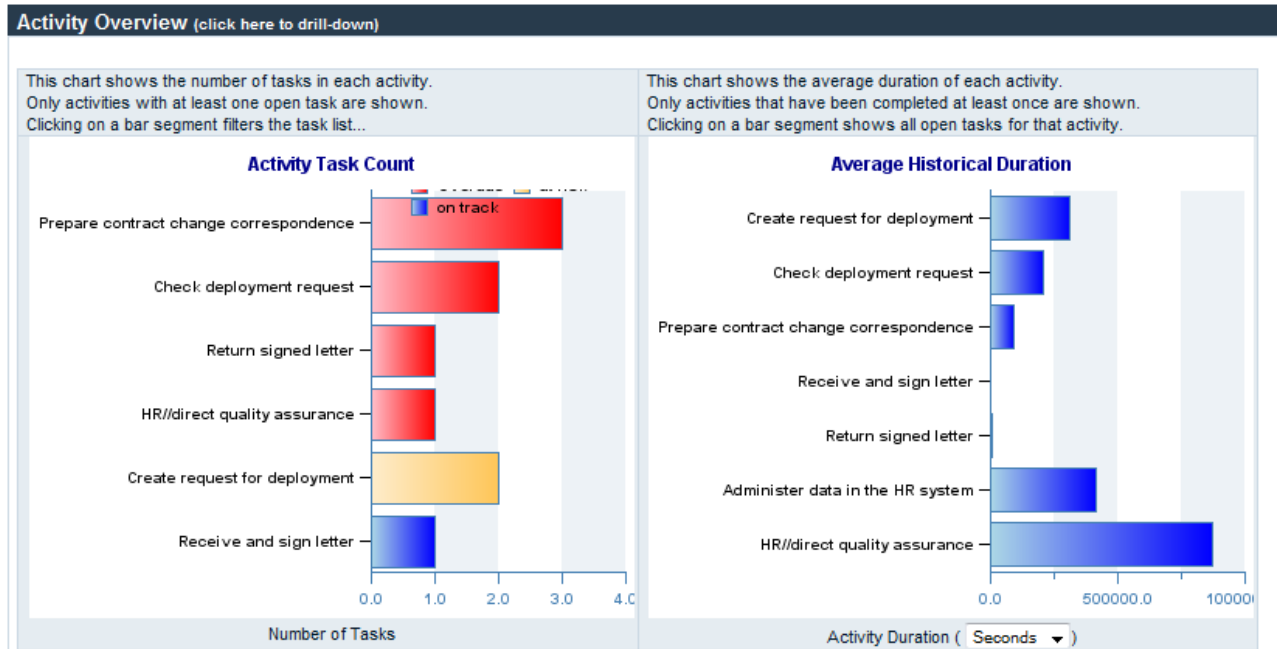 Activity Overview (click here to drill-down)
This chart shows the number of tasks in each activity.
Only activities with at least one open task are shown.
Clicking on a bar segment filters the task list...
Activity Task Count
on track
Prepare contract change correspondence
Check deployment request
Return signed letter
HR//direct quality assurance
Create request for deployment
Receive and sign letter
0.0 1.0 2.0 3.0 4.0
Number of Tasks
This chart shows the average duration of each activity.
Only activities that have been completed at least once are shown.
Clicking on a bar segment shows all open tasks for that activity.
Average Historical Duration
Create request for deployment
Check deployment request
Prepare contract change correspondence
Receive and sign letter
Return signed letter
Administer data in the HR system
HR//direct quality assurance
0.0 500000.0
Activity Duration ( Seconds )